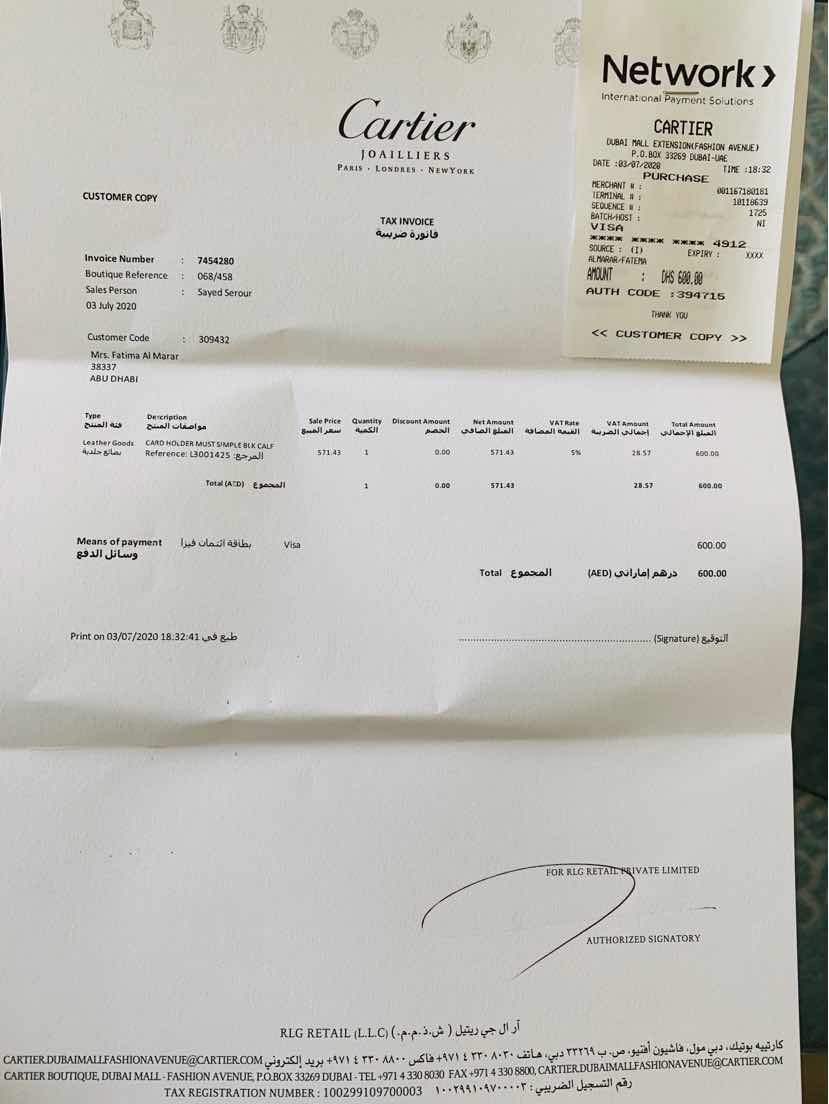 Cartier
JOAILLIERS
PARIS - LONDRES - NEWYORK
CUSTOMER COPY
TAX INVOICE
فاتورة ضريبية
Invoice Number : 7454280
Boutique Reference : 068/458
Sales Person : Sayed Serour
03 July 2020
Customer Code : 309432
Mrs. Fatima Al Marar
38337
ABU DHABI
Network>
International Payment Solutions
CARTIER
DUBAI MALL EXTENSION(FASHION AVENUE)
P.O.BOX 33269 DUBAI-UAE
DATE :03/07/2020 TIME :18:32
PURCHASE
MERCHANT # : 001167180181
TERMINAL # : 10118639
SEQUENCE # : 1725
BATCH/HOST : NI
VISA
**** **** **** 4912
SOURCE : (I) EXPIRY : XXXX
ALMARAR/FATEMA
AMOUNT : DHS 600.00
AUTH CODE :394715
THANK YOU
<< CUSTOMER COPY >>
Type Description Sale Price Quantity Discount Amount Net Amount VAT Rate VAT Amount Total Amount
فئة المنتج مواصفات المنتج سعر المبيع الكمية الخصم المبلغ الصافي القيمة المضافة إجمالي الضريبة المبلغ الإجمالي
Leather Goods CARD HOLDER MUST SIMPLE BLK CALF
بضائع جلدية Reference: L3001425 المرجع: 571.43 1 0.00 571.43 5% 28.57 600.00
Total (AED) المجموع 1 0.00 571.43 28.57 600.00
Means of payment بطاقة ائتمان فيزا Visa 600.00
وسائل الدفع
Total المجموع (AED) درهم إماراتي 600.00
Print on 03/07/2020 18.32.41 طبع في
(Signature) التوقيع
FOR RLG RETAIL PRIVATE LIMITED
AUTHORIZED SIGNATORY
RLG RETAIL (L.L.C) آر ال جي ريتيل ( ش.ذ.م.م.)
كارتييه بوتيك، دبي مول، فاشيون أفنيو، ص. ب ٣٣٢٦٩ دبي، هاتف ٨٠٣٠ ٣٣٠ ٤ ٩٧١+ فاكس ٨٨٠٠ ٣٣٠ ٤ ٩٧١+ بريد إلكتروني CARTIER.DUBAIMALLFASHIONAVENUE@CARTIER.COM
CARTIER BOUTIQUE, DUBAI MALL - FASHION AVENUE, P.O.BOX 33269 DUBAI - TEL +971 4 330 8030 FAX +971 4 330 8800, CARTIER.DUBAIMALLFASHIONAVENUE@CARTIER.COM
TAX REGISTRATION NUMBER : 100299109700003 رقم التسجيل الضريبي : ١٠٠٢٩٩١٠٩٧٠٠٠٠٣